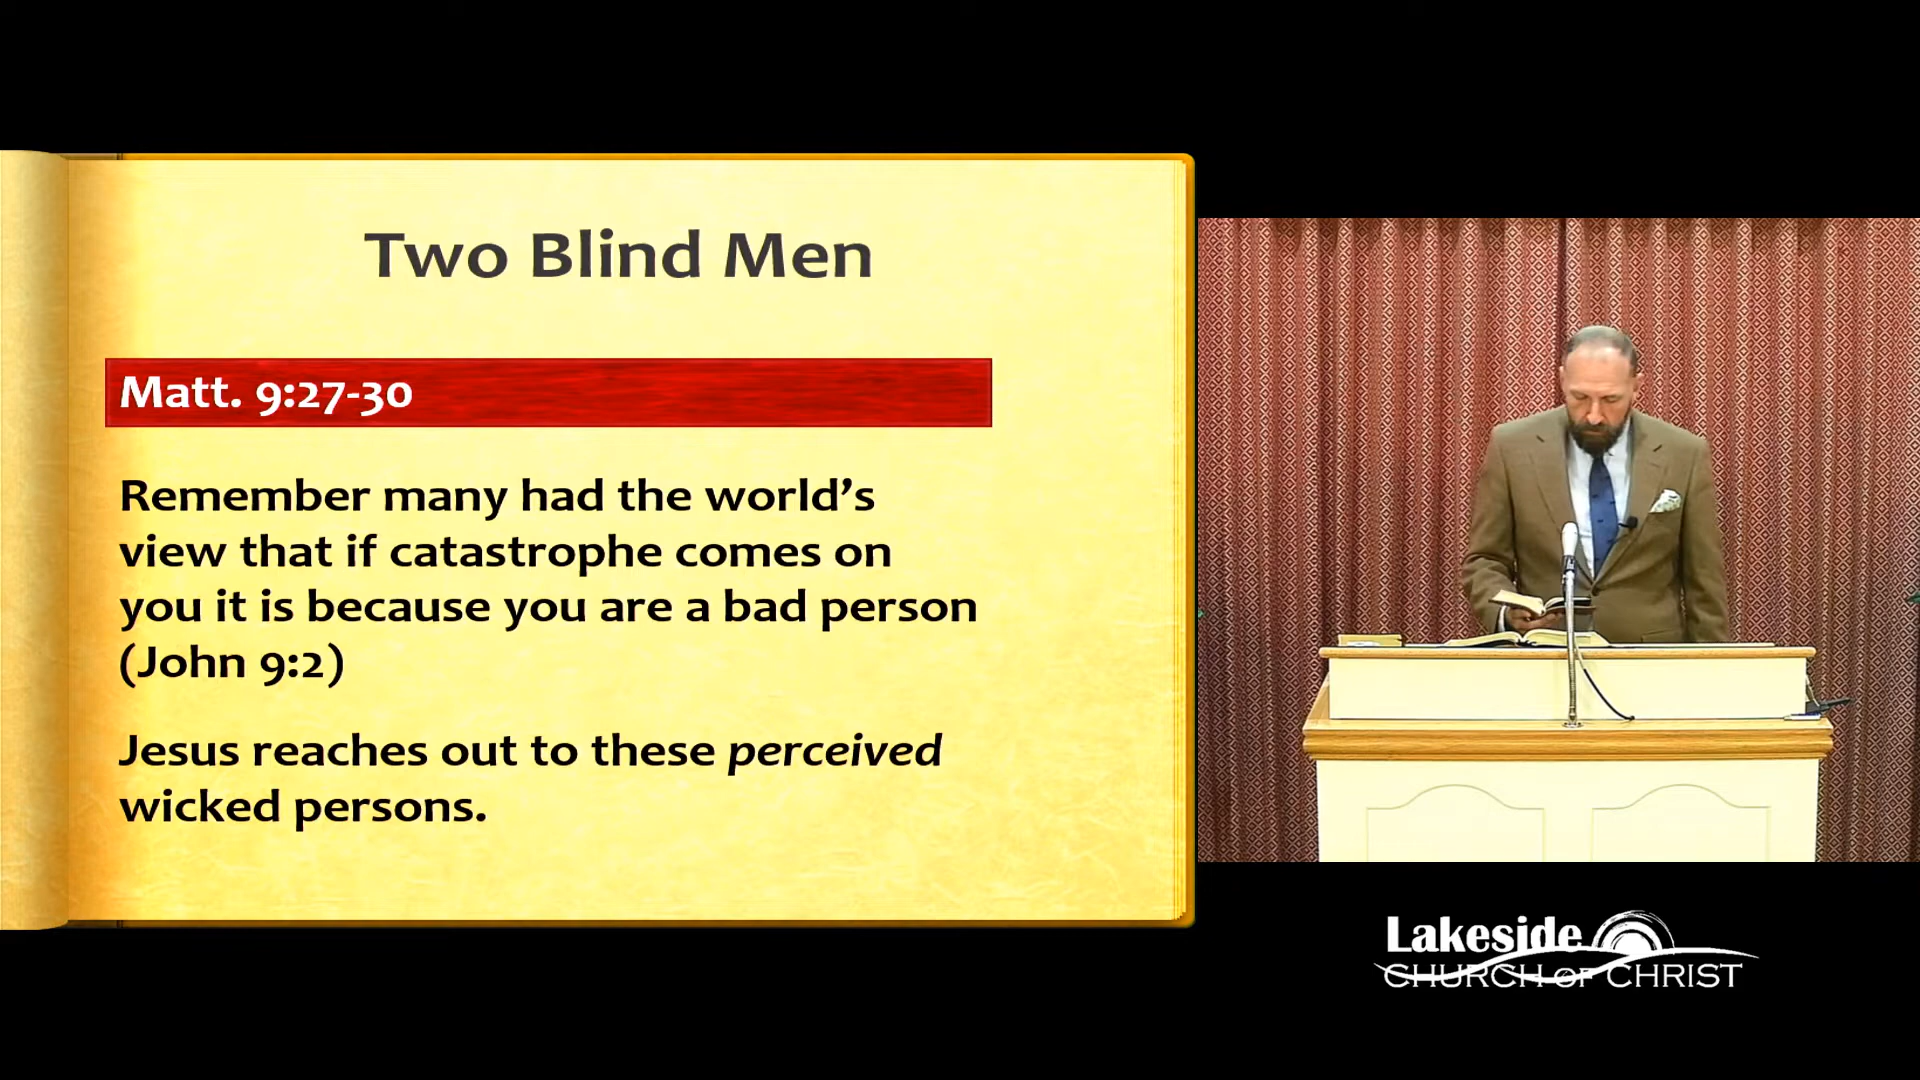 Two Blind Men
Matt. 9:27-30
Remember many had the world’s
view that if catastrophe comes on
you it is because you are a bad person
(John 9:2)
Jesus reaches out to these perceived
wicked persons.
Lakeside
CHURCH OF CHRIST